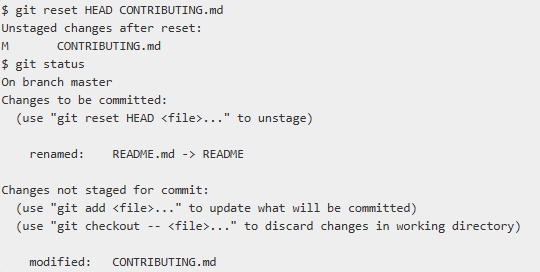 $ git reset HEAD CONTRIBUTING.md
Unstaged changes after reset:
M       CONTRIBUTING.md
$ git status
On branch master
Changes to be committed:
  (use "git reset HEAD <file>..." to unstage)

    renamed:    README.md -> README

Changes not staged for commit:
  (use "git add <file>..." to update what will be committed)
  (use "git checkout -- <file>..." to discard changes in working directory)

    modified:   CONTRIBUTING.md